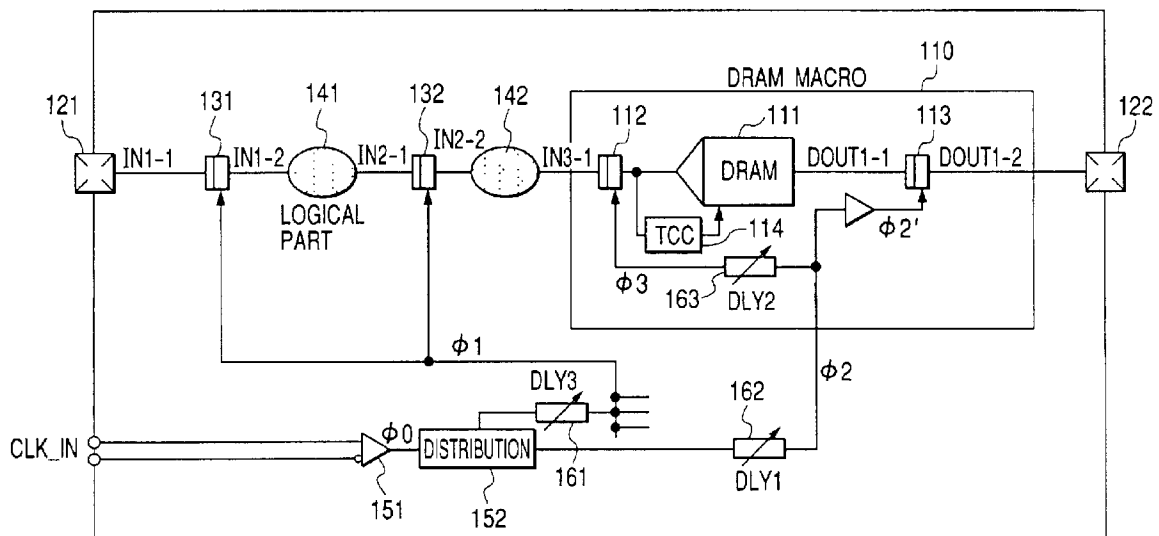 110
DRAM MACRO
131
141
132
142
112
111
113
121
122
IN1-1
IN1-2
IN2-1
IN2-2
IN3-1
DRAM
DOUT1-1
DOUT1-2
LOGICAL
PART
TCC
114
ϕ2'
ϕ3
163
DLY2
ϕ1
ϕ2
DLY3
162
CLK_IN
ϕ0
DISTRIBUTION
161
DLY1
151
152